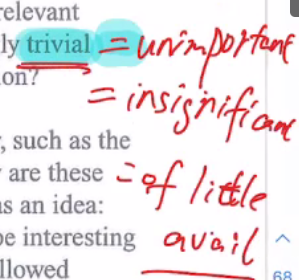 relevant
ly trivial = unimportant
on?
= insignificant
, such as the
are these = of little
as an idea:
be interesting avail
llowed
68